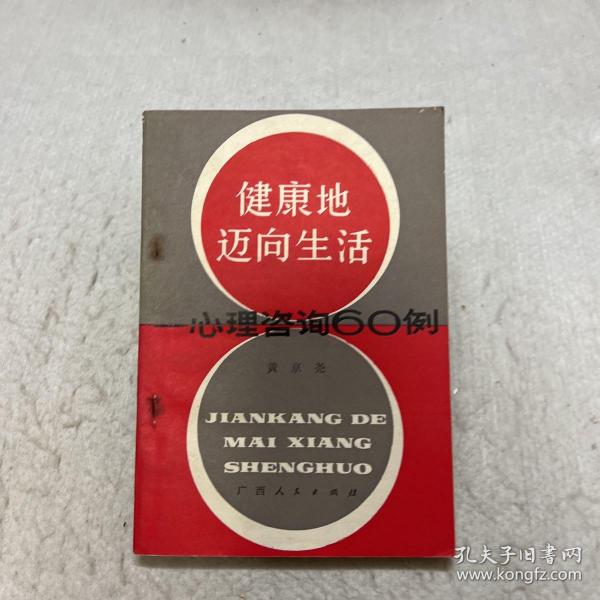 健康地
迈向生活
—心理咨询60例
黄京尧
JIANKANG DE
MAI XIANG
SHENGHUO
广西人民出版社
孔夫子旧书网
www.kongfz.com